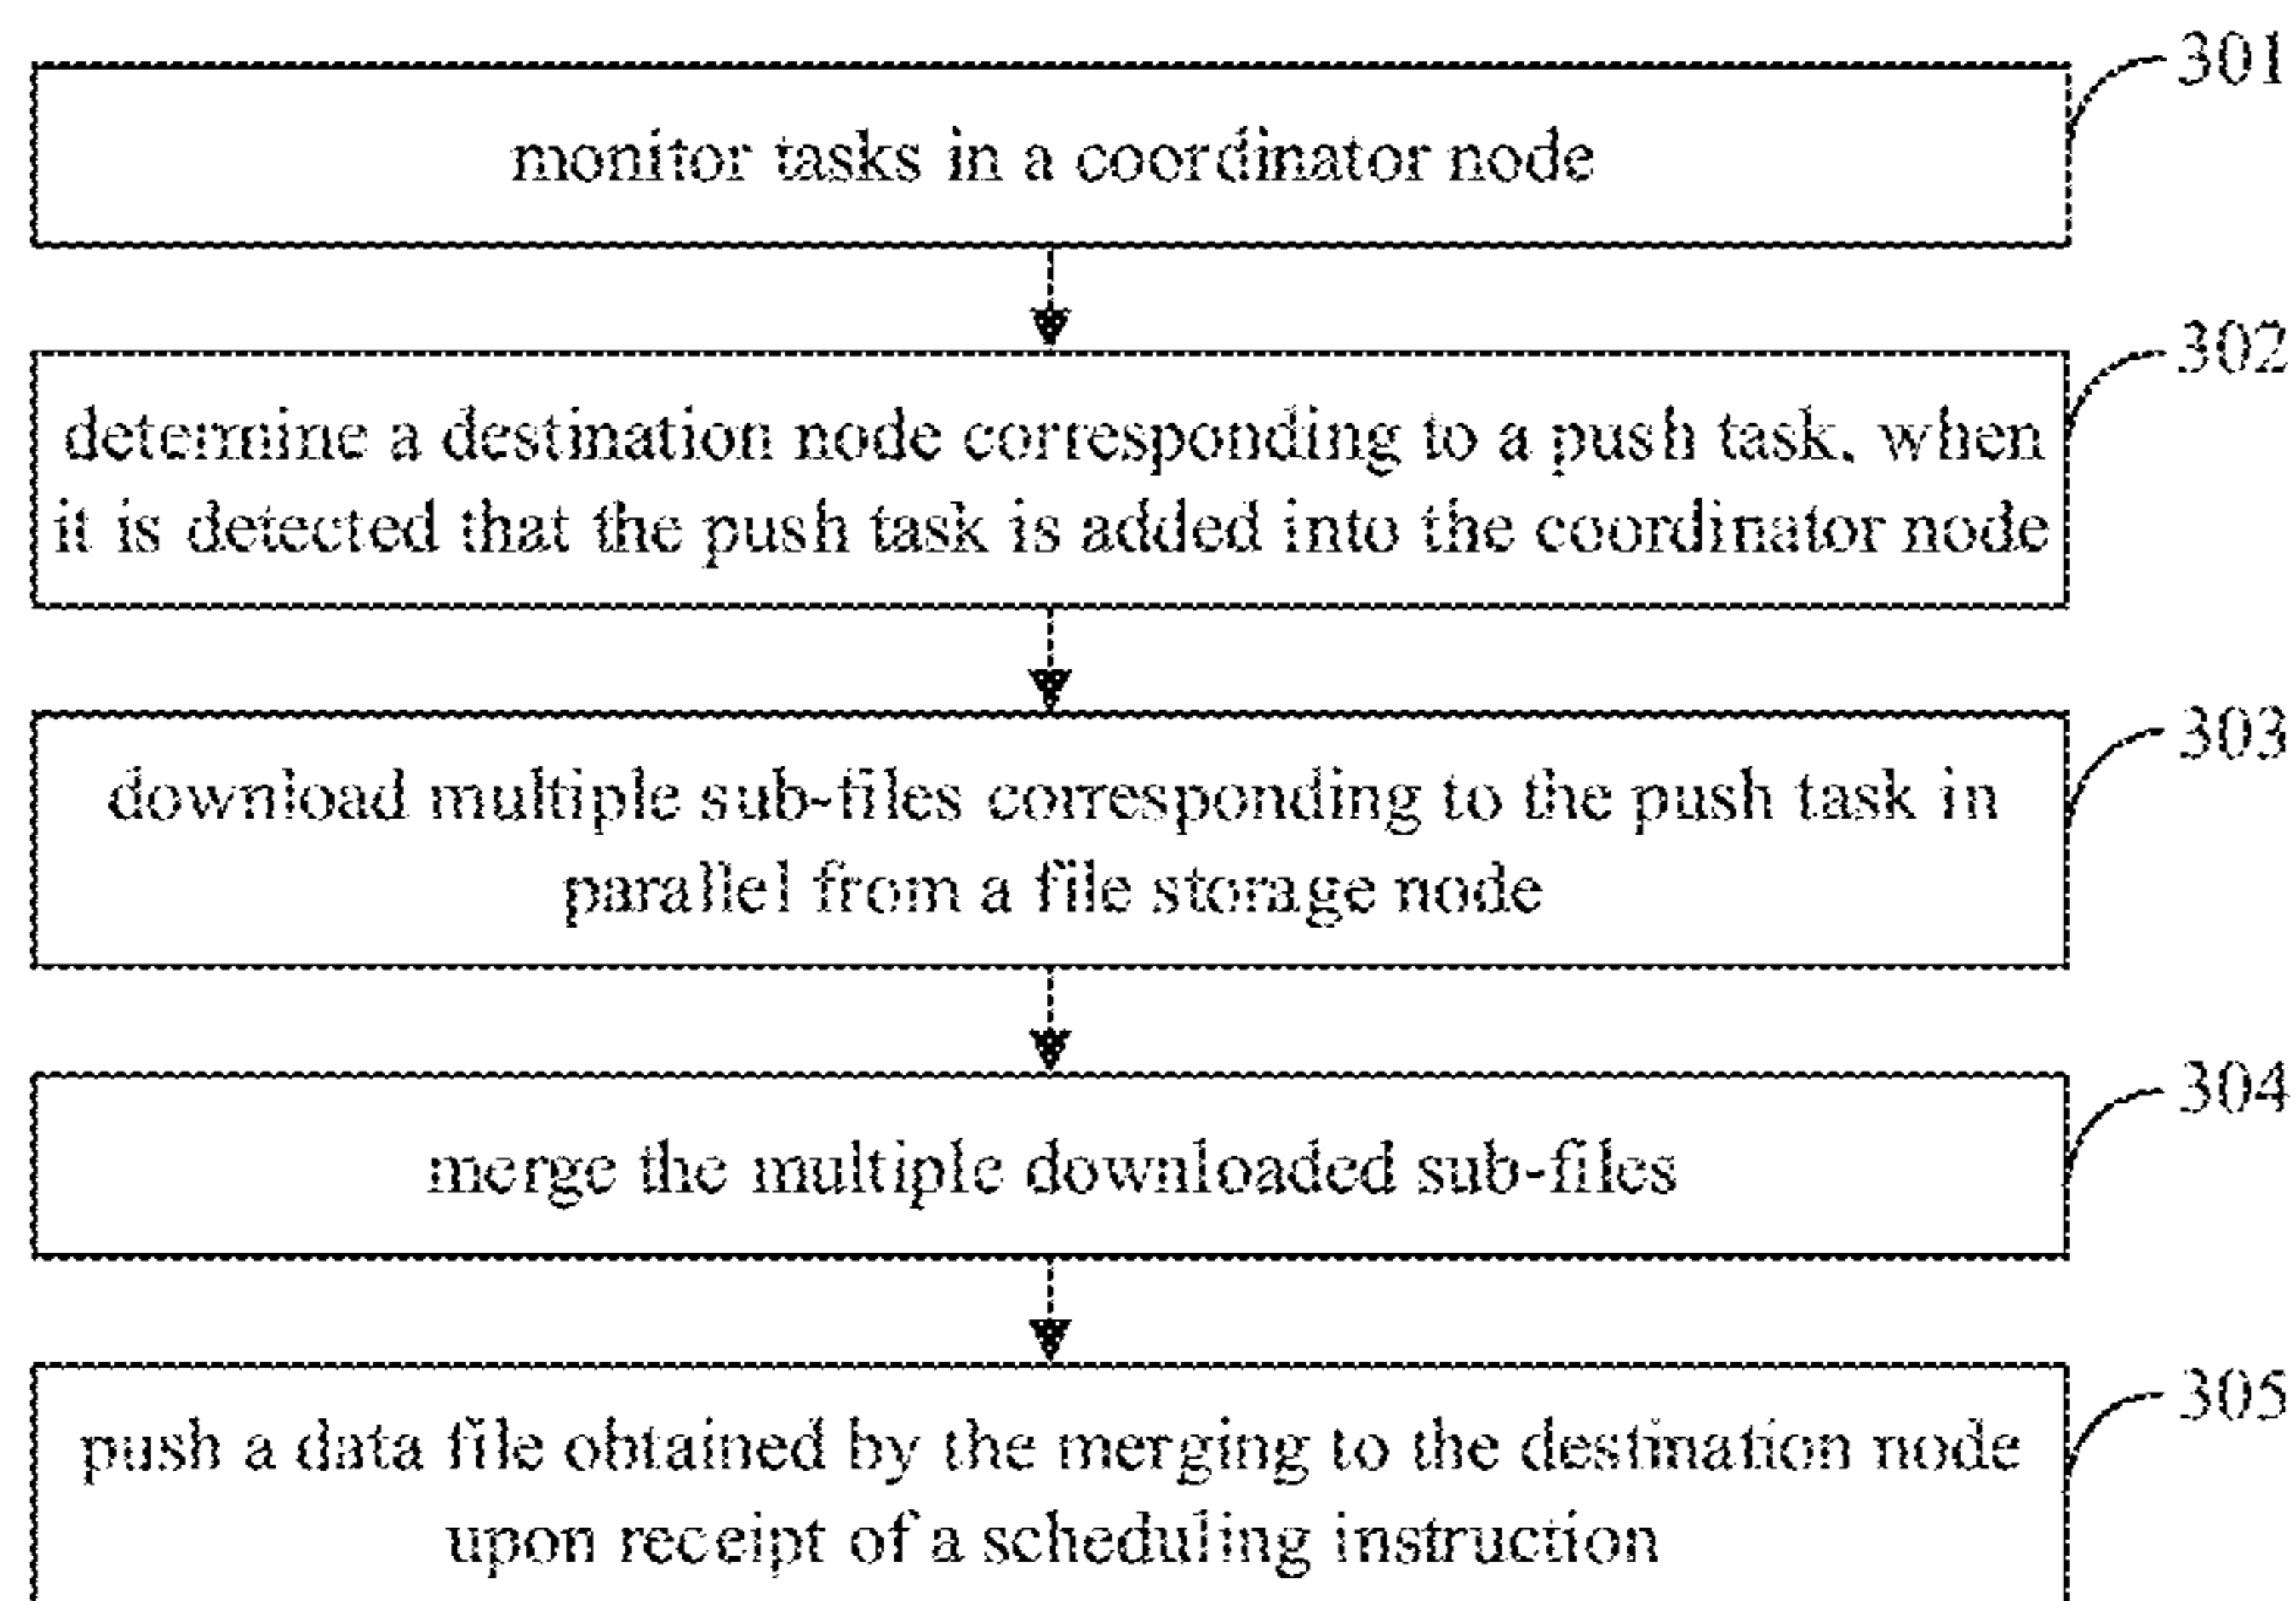 301
monitor tasks in a coordinator node
302
determine a destination node corresponding to a push task, when
it is detected that the push task is added into the coordinator node
303
download multiple sub-files corresponding to the push task in
parallel from a file storage node
304
merge the multiple downloaded sub-files
305
push a data file obtained by the merging to the destination node
upon receipt of a scheduling instruction